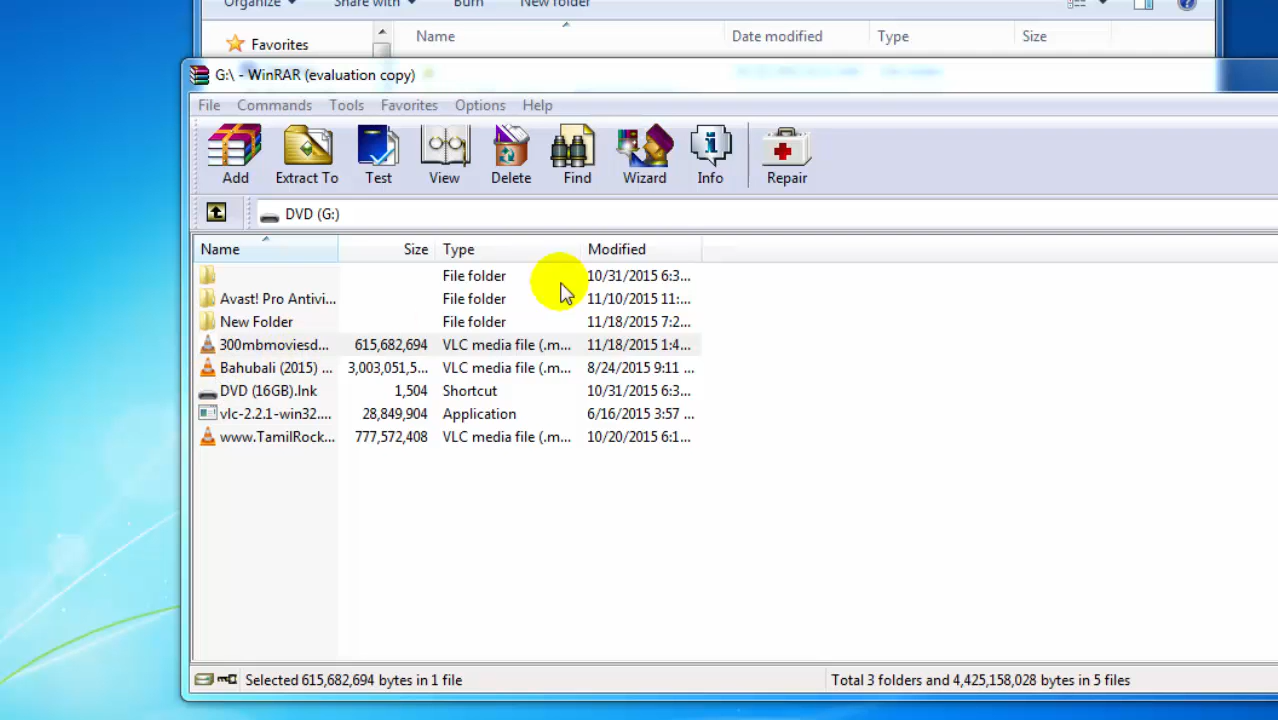 Organize Share with Burn New folder
Favorites Name Date modified Type Size
G:\ - WinRAR (evaluation copy)
File Commands Tools Favorites Options Help
Add Extract To Test View Delete Find Wizard Info Repair
DVD (G:)
Name Size Type Modified
File folder 10/31/2015 6:3...
Avast! Pro Antivi... File folder 11/10/2015 11:...
New Folder File folder 11/18/2015 7:2...
300mbmoviesd... 615,682,694 VLC media file (.m... 11/18/2015 1:4...
Bahubali (2015) ... 3,003,051,5... VLC media file (.m... 8/24/2015 9:11 ...
DVD (16GB).lnk 1,504 Shortcut 10/31/2015 6:3...
vlc-2.2.1-win32.... 28,849,904 Application 6/16/2015 3:57 ...
www.TamilRock... 777,572,408 VLC media file (.m... 10/20/2015 6:1...
Selected 615,682,694 bytes in 1 file Total 3 folders and 4,425,158,028 bytes in 5 files